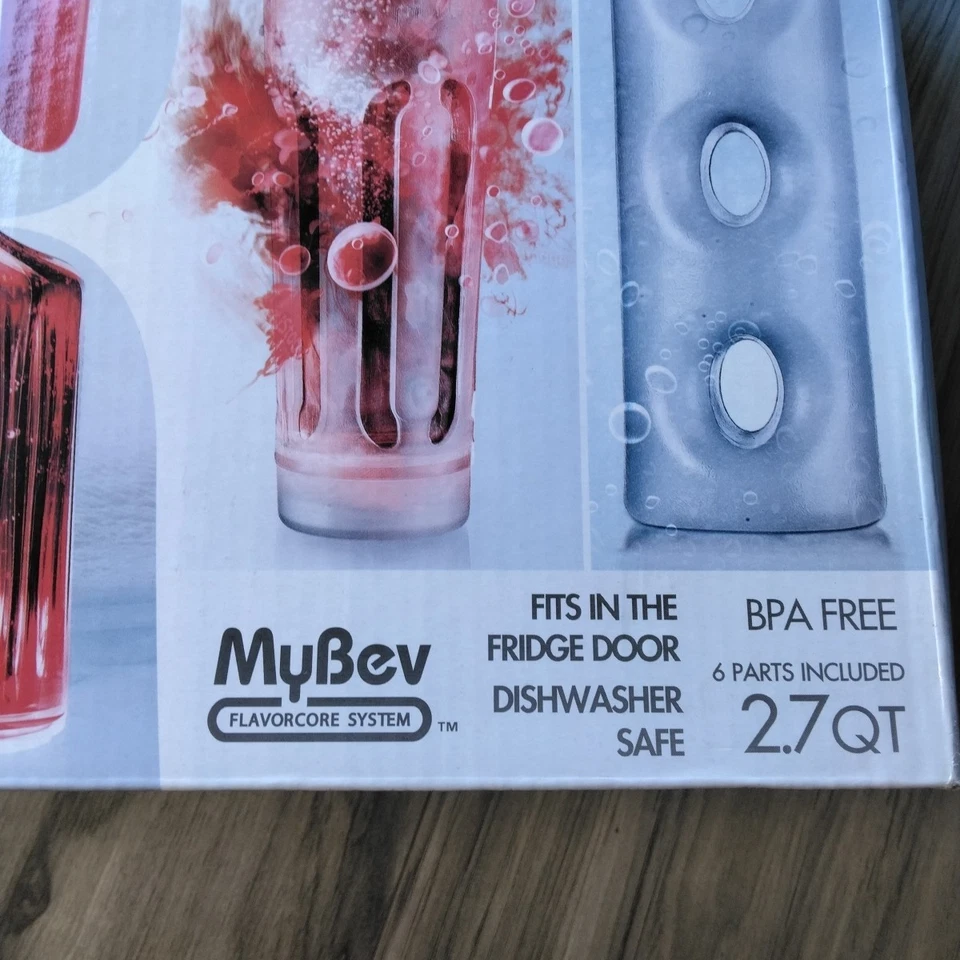 MyBev
FLAVORCORE SYSTEM ™
FITS IN THE
FRIDGE DOOR
DISHWASHER
SAFE
BPA FREE
6 PARTS INCLUDED
2.7QT